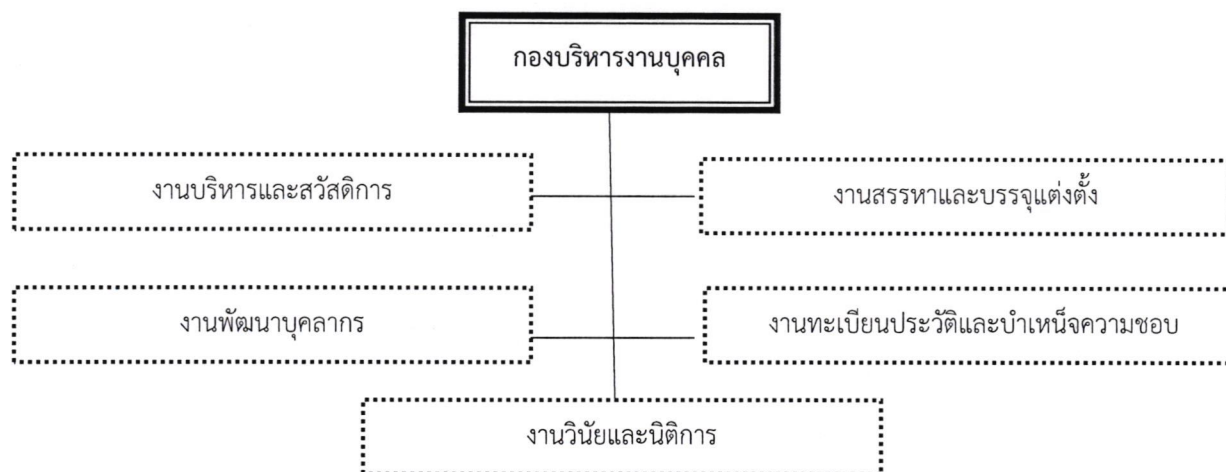 กองบริหารงานบุคคล
งานบริหารและสวัสดิการ
งานสรรหาและบรรจุแต่งตั้ง
งานพัฒนาบุคลากร
งานทะเบียนประวัติและบำเหน็จความชอบ
งานวินัยและนิติการ